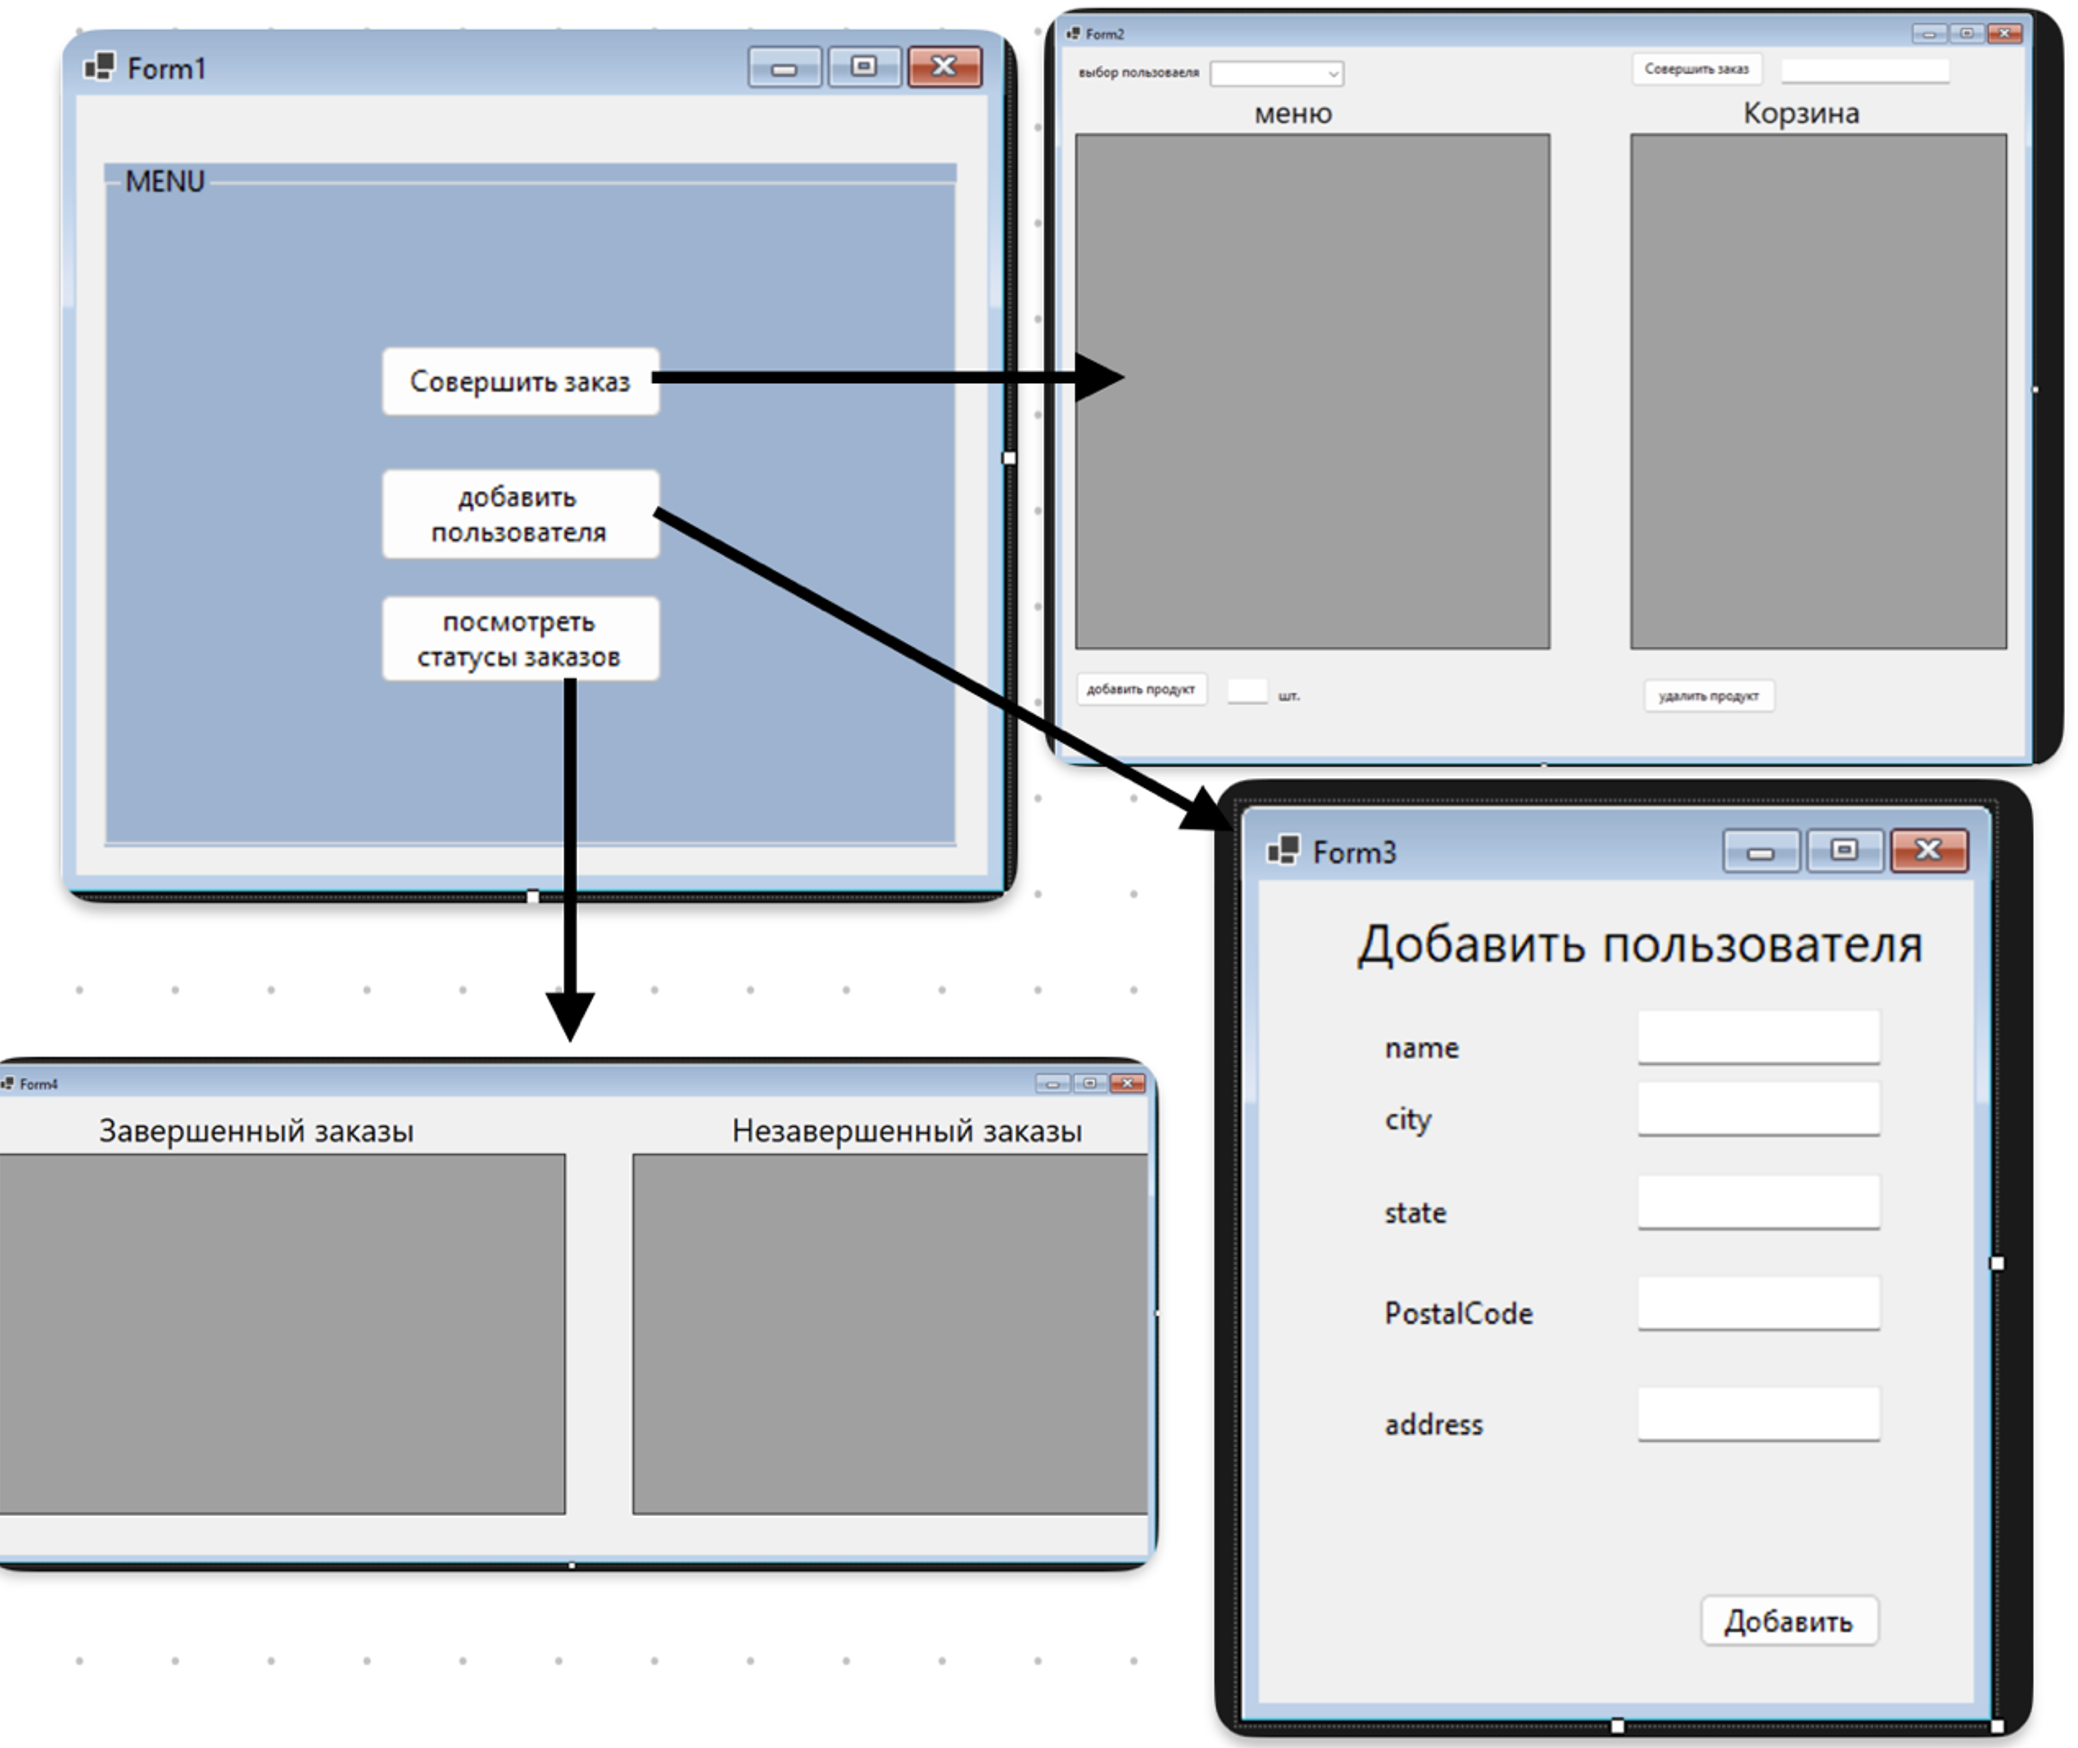 Form1
MENU
Совершить заказ
добавить
пользователя
посмотреть
статусы заказов
Form2
выбор пользоваеля
Совершить заказ
меню
Корзина
добавить продукт
шт.
удалить продукт
Form4
Завершенный заказы
Незавершенный заказы
Form3
Добавить пользователя
name
city
state
PostalCode
address
Добавить